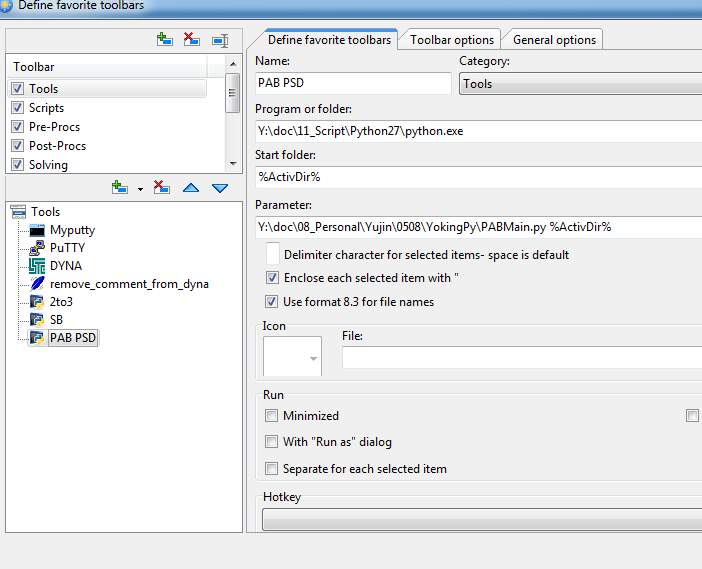 Define favorite toolbars
Toolbar
Tools
Scripts
Pre-Procs
Post-Procs
Solving
Tools
Myputty
PuTTY
DYNA
remove_comment_from_dyna
2to3
SB
PAB PSD
Define favorite toolbars
Toolbar options
General options
Name:
Category:
PAB PSD
Tools
Program or folder:
Y:\doc\11_Script\Python27\python.exe
Start folder:
%ActivDir%
Parameter:
Y:\doc\08_Personal\Yujin\0508\YokingPy\PABMain.py %ActivDir%
Delimiter character for selected items- space is default
Enclose each selected item with "
Use format 8.3 for file names
Icon
File:
Run
Minimized
With "Run as" dialog
Separate for each selected item
Hotkey